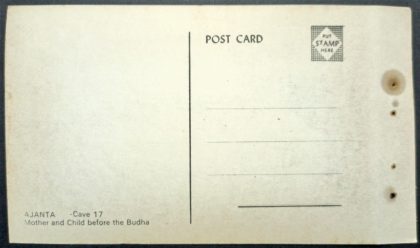 POST CARD
PUT
STAMP
HERE
AJANTA -Cave 17
Mother and Child before the Budha